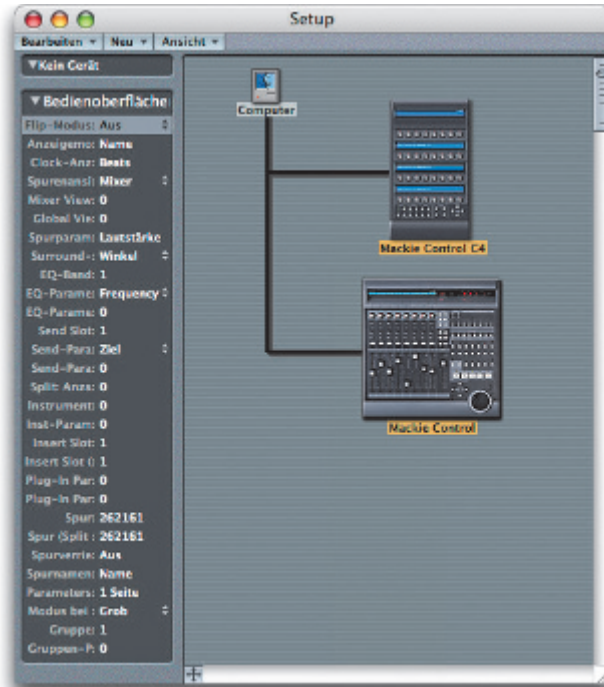 Setup
Bearbeiten Neu Ansicht
Kein Gerät
Bedienoberfläche
Flip-Modus: Aus
Anzeigemo: Name
Clock-Anz: Beats
Spurenansi: Mixer
Mixer View: 0
Global Vie: 0
Spurparam: Lautstärke
Surround-: Winkel
EQ-Band: 1
EQ-Parame: Frequency
EQ-Parame: 0
Send Slot: 1
Send-Para: Ziel
Send-Para: 0
Split: Anza: 0
Instrument: 0
Inst-Param: 0
Insert Slot: 1
Insert Slot (): 1
Plug-In Par: 0
Plug-In Par: 0
Spur: 262161
Spur (Split : 262161
Spurverrie: Aus
Spurnamen: Name
Parameters: 1 Seite
Modus bei : Grob
Gruppe: 1
Gruppen-P: 0
Computer
Mackie Control C4
Mackie Control